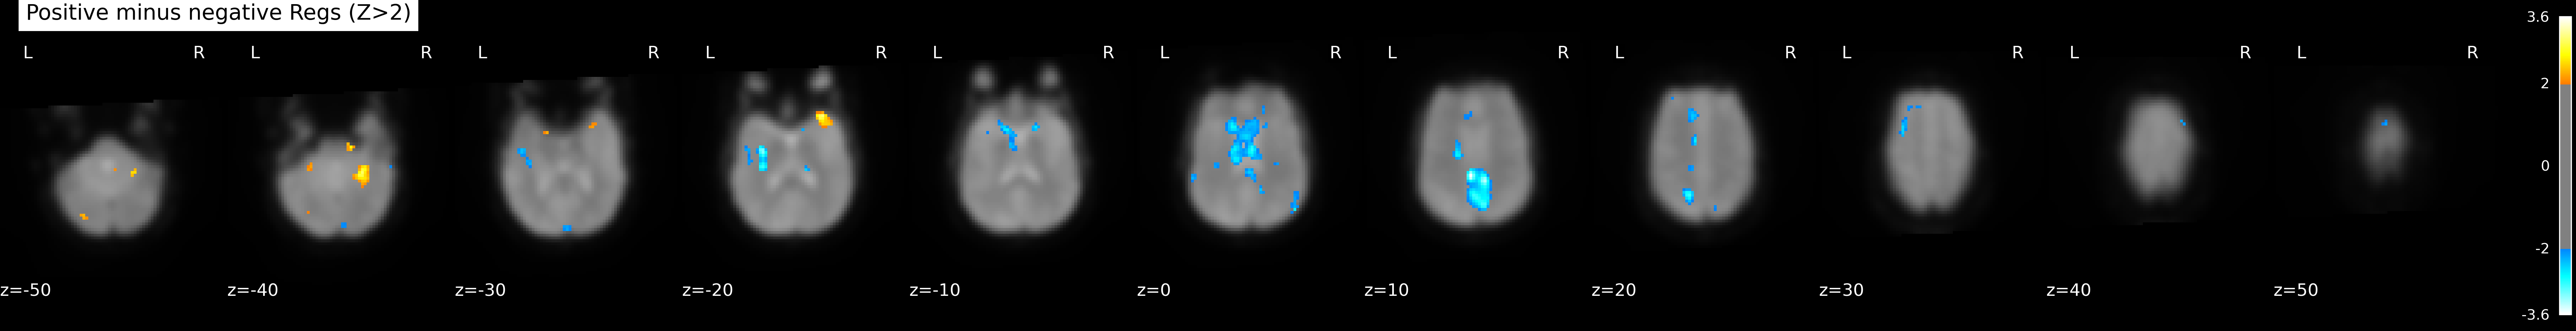 Positive minus negative Regs (Z>2)
L R L R L R L R L R L R L R L R L R L R L R
3.6
2
0
-2
-3.6
z=-50 z=-40 z=-30 z=-20 z=-10 z=0 z=10 z=20 z=30 z=40 z=50